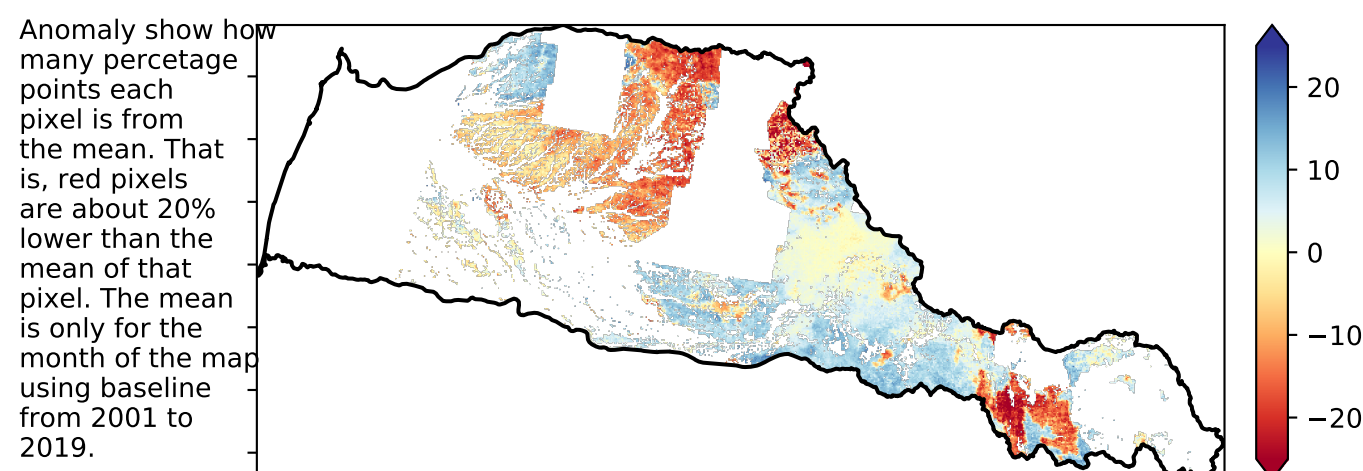 Anomaly show how
many percetage
points each
pixel is from
the mean. That
is, red pixels
are about 20%
lower than the
mean of that
pixel. The mean
is only for the
month of the map
using baseline
from 2001 to
2019.
20
10
0
−10
−20